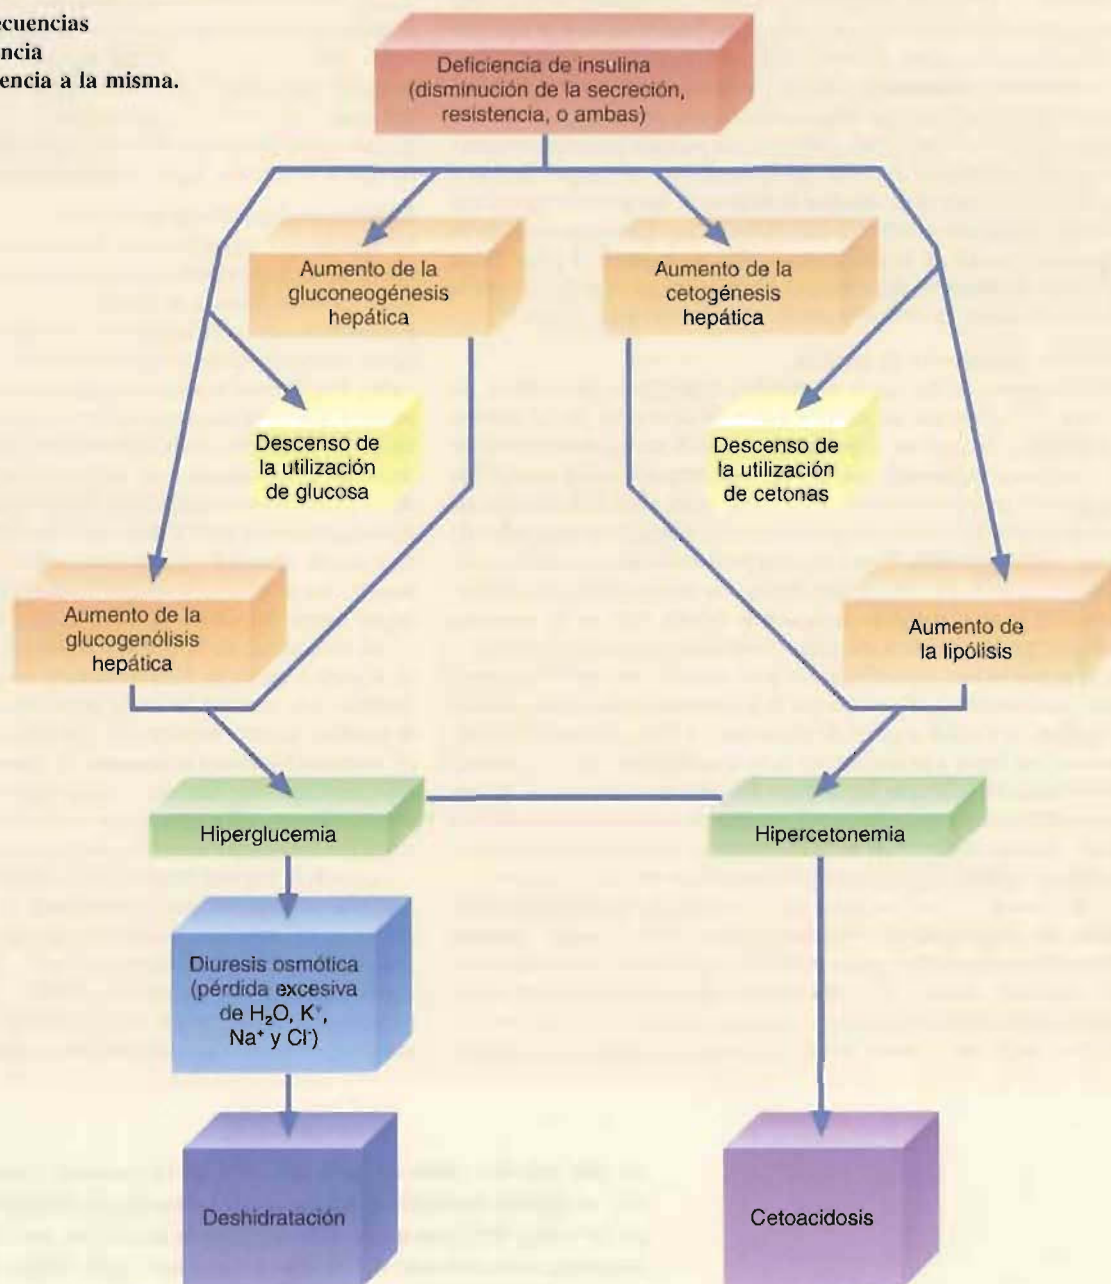 ecuencias
ncia
encia a la misma.
Deficiencia de insulina
(disminución de la secreción,
resistencia, o ambas)
Aumento de la
gluconeogénesis
hepática
Aumento de la
cetogénesis
hepática
Descenso de
la utilización
de glucosa
Descenso de
la utilización
de cetonas
Aumento de la
glucogenólisis
hepática
Aumento de
la lipólisis
Hiperglucemia
Hipercetonemia
Diuresis osmótica
(pérdida excesiva
de H₂O, K⁺,
Na⁺ y Cl⁻)
Deshidratación
Cetoacidosis